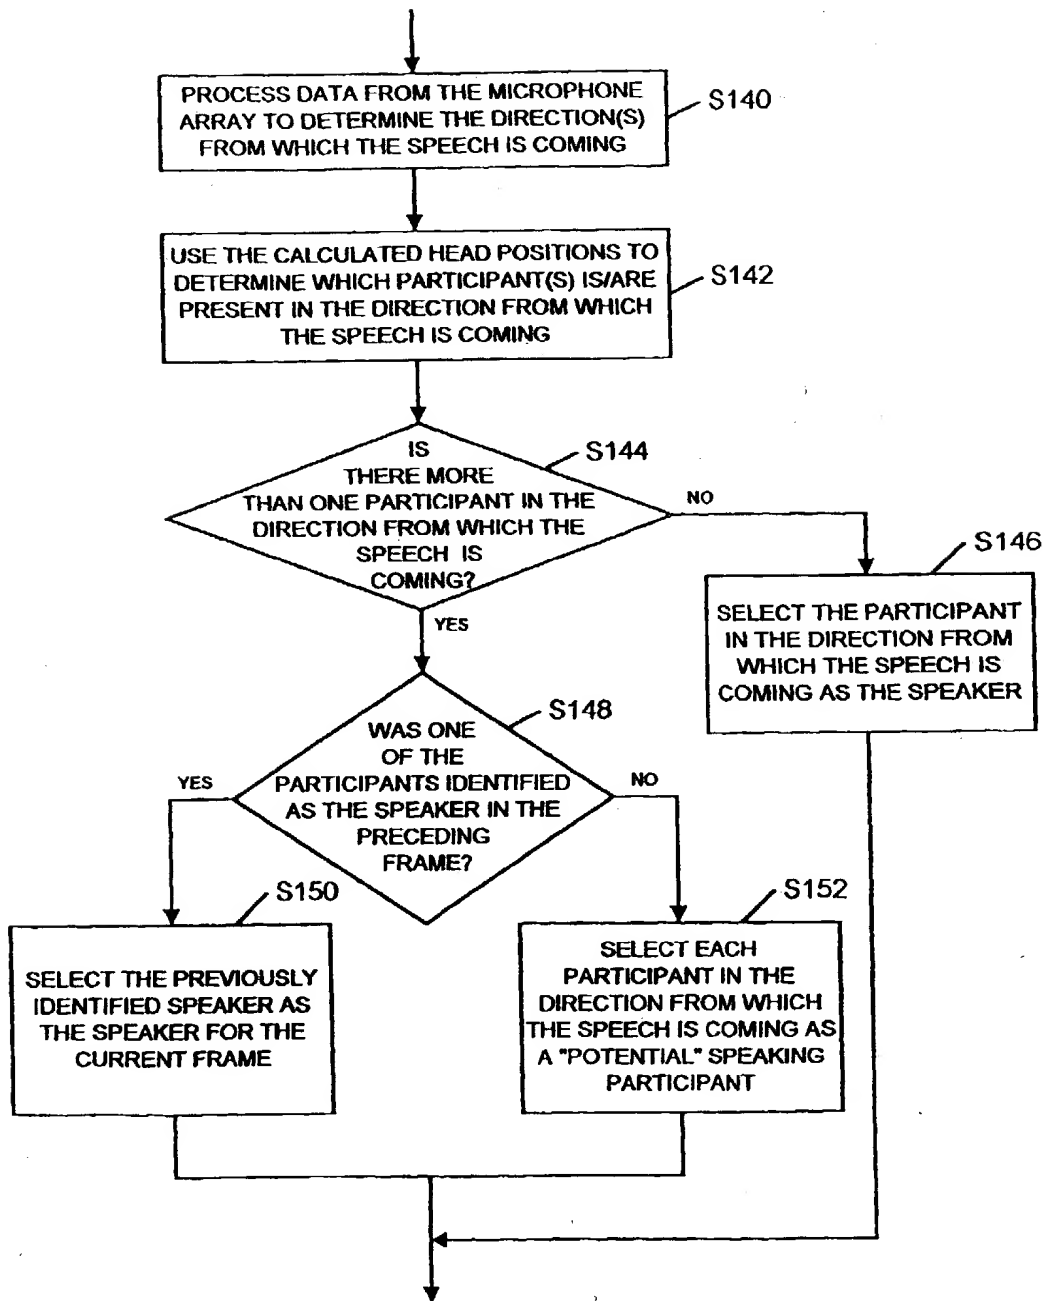 PROCESS DATA FROM THE MICROPHONE
ARRAY TO DETERMINE THE DIRECTION(S)
FROM WHICH THE SPEECH IS COMING
S140
USE THE CALCULATED HEAD POSITIONS TO
DETERMINE WHICH PARTICIPANT(S) IS/ARE
PRESENT IN THE DIRECTION FROM WHICH
THE SPEECH IS COMING
S142
IS
THERE MORE
THAN ONE PARTICIPANT IN THE
DIRECTION FROM WHICH THE
SPEECH IS
COMING?
S144
NO
YES
S146
SELECT THE PARTICIPANT
IN THE DIRECTION FROM
WHICH THE SPEECH IS
COMING AS THE SPEAKER
S148
WAS ONE
OF THE
PARTICIPANTS IDENTIFIED
AS THE SPEAKER IN THE
PRECEDING
FRAME?
YES
NO
S150
SELECT THE PREVIOUSLY
IDENTIFIED SPEAKER AS
THE SPEAKER FOR THE
CURRENT FRAME
S152
SELECT EACH
PARTICIPANT IN THE
DIRECTION FROM WHICH
THE SPEECH IS COMING AS
A "POTENTIAL" SPEAKING
PARTICIPANT